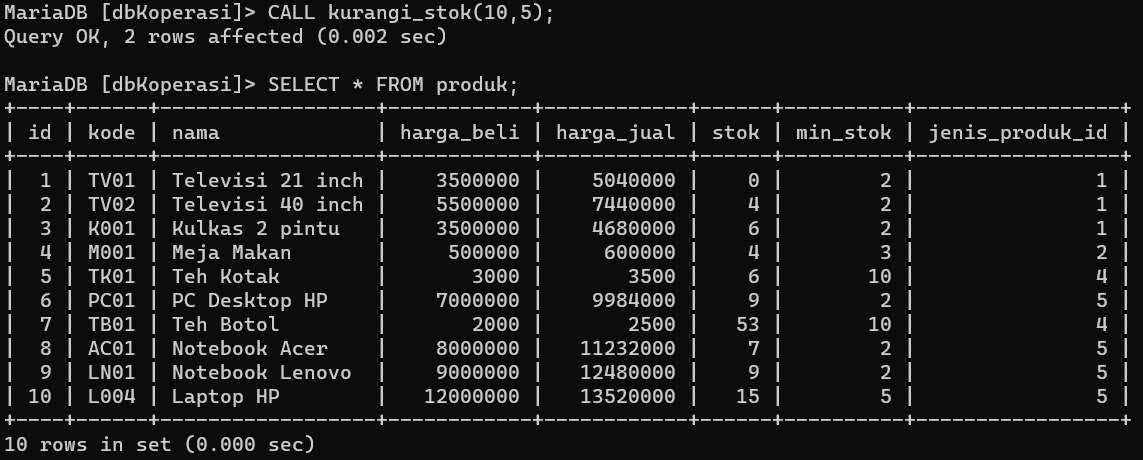 MariaDB [dbKoperasi]> CALL kurangi_stok(10,5);
Query OK, 2 rows affected (0.002 sec)

MariaDB [dbKoperasi]> SELECT * FROM produk;
+----+------+------------------+------------+------------+------+----------+-----------------+
| id | kode | nama             | harga_beli | harga_jual | stok | min_stok | jenis_produk_id |
+----+------+------------------+------------+------------+------+----------+-----------------+
|  1 | TV01 | Televisi 21 inch |    3500000 |    5040000 |    0 |        2 |               1 |
|  2 | TV02 | Televisi 40 inch |    5500000 |    7440000 |    4 |        2 |               1 |
|  3 | K001 | Kulkas 2 pintu   |    3500000 |    4680000 |    6 |        2 |               1 |
|  4 | M001 | Meja Makan       |     500000 |     600000 |    4 |        3 |               2 |
|  5 | TK01 | Teh Kotak        |       3000 |       3500 |    6 |       10 |               4 |
|  6 | PC01 | PC Desktop HP    |    7000000 |    9984000 |    9 |        2 |               5 |
|  7 | TB01 | Teh Botol        |       2000 |       2500 |   53 |       10 |               4 |
|  8 | AC01 | Notebook Acer    |    8000000 |   11232000 |    7 |        2 |               5 |
|  9 | LN01 | Notebook Lenovo  |    9000000 |   12480000 |    9 |        2 |               5 |
| 10 | L004 | Laptop HP        |   12000000 |   13520000 |   15 |        5 |               5 |
+----+------+------------------+------------+------------+------+----------+-----------------+
10 rows in set (0.000 sec)